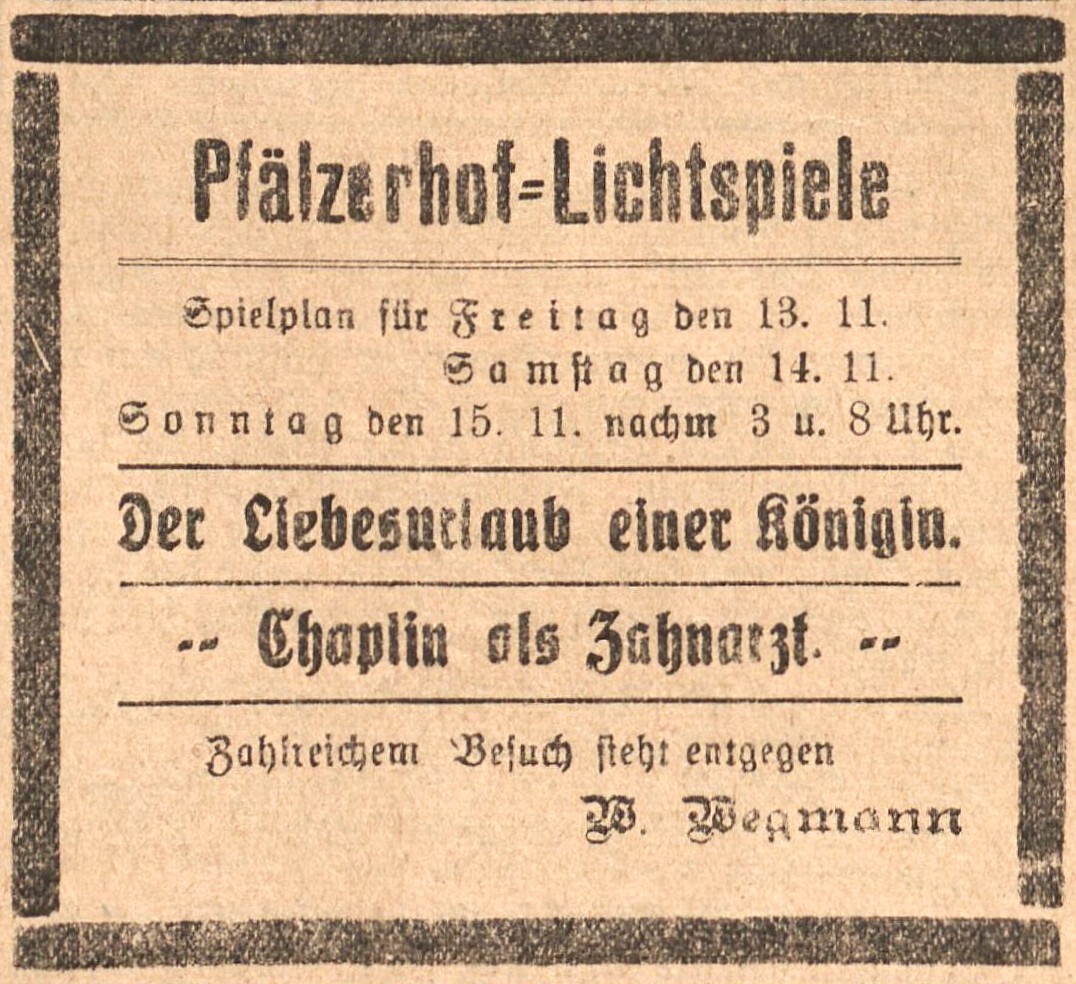 Pfälzerhof=Lichtspiele
Spielplan für Freitag den 13. 11.
Samstag den 14. 11.
Sonntag den 15. 11. nachm 3 u. 8 Uhr.
Der Liebesurlaub einer Königin.
-- Chaplin als Zahnarzt. --
Zahlreichem Besuch sieht entgegen
W. Wegmann